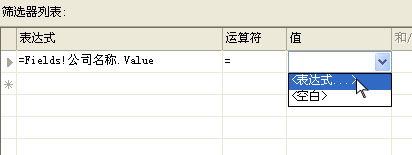 筛选器列表:
表达式 运算符 值 和/
=Fields!公司名称.Value =
<表达式...>
<空白>